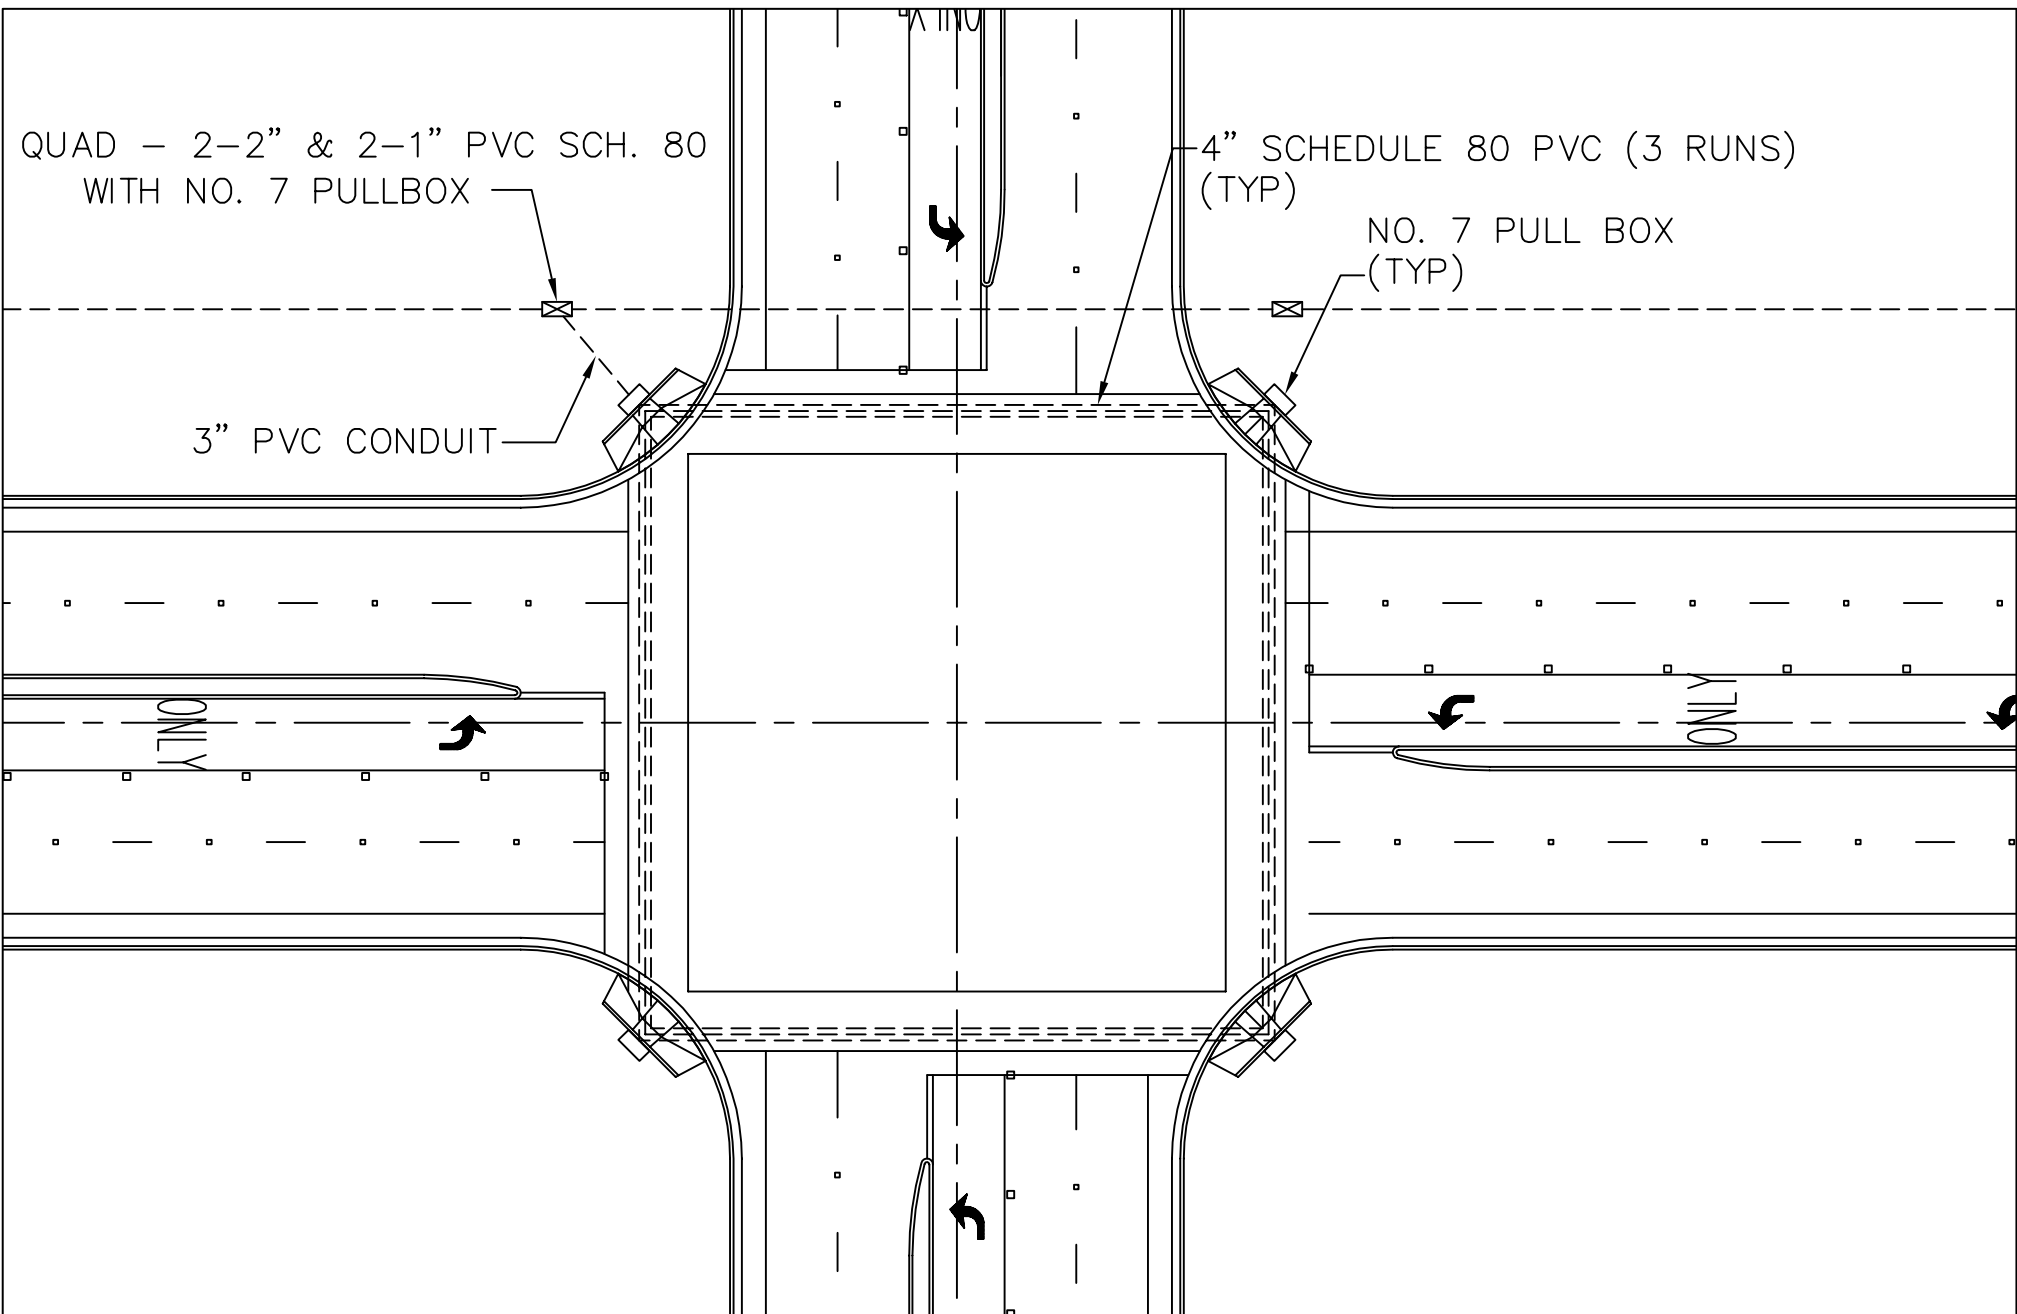 ONLY
QUAD - 2-2” & 2-1” PVC SCH. 80
WITH NO. 7 PULLBOX
4” SCHEDULE 80 PVC (3 RUNS)
(TYP)
NO. 7 PULL BOX
(TYP)
3” PVC CONDUIT
ONLY
ONLY